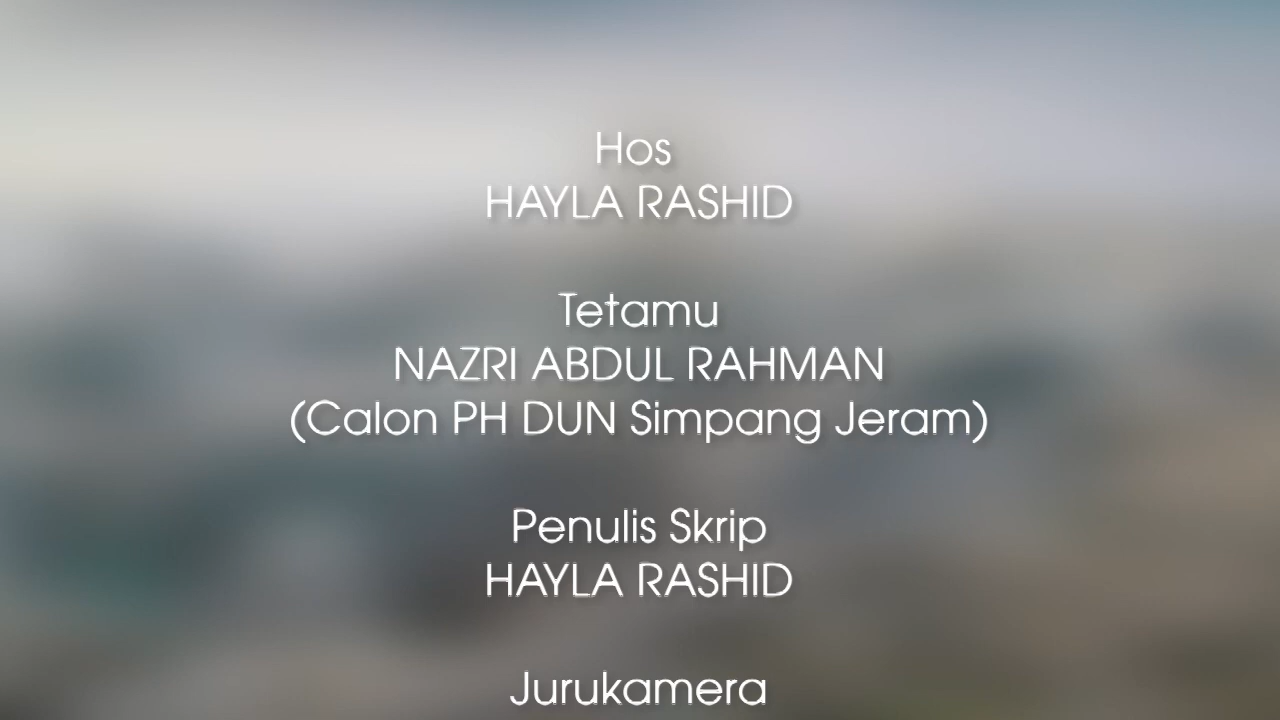 Hos
HAYLA RASHID
Tetamu
NAZRI ABDUL RAHMAN
(Calon PH DUN Simpang Jeram)
Penulis Skrip
HAYLA RASHID
Jurukamera